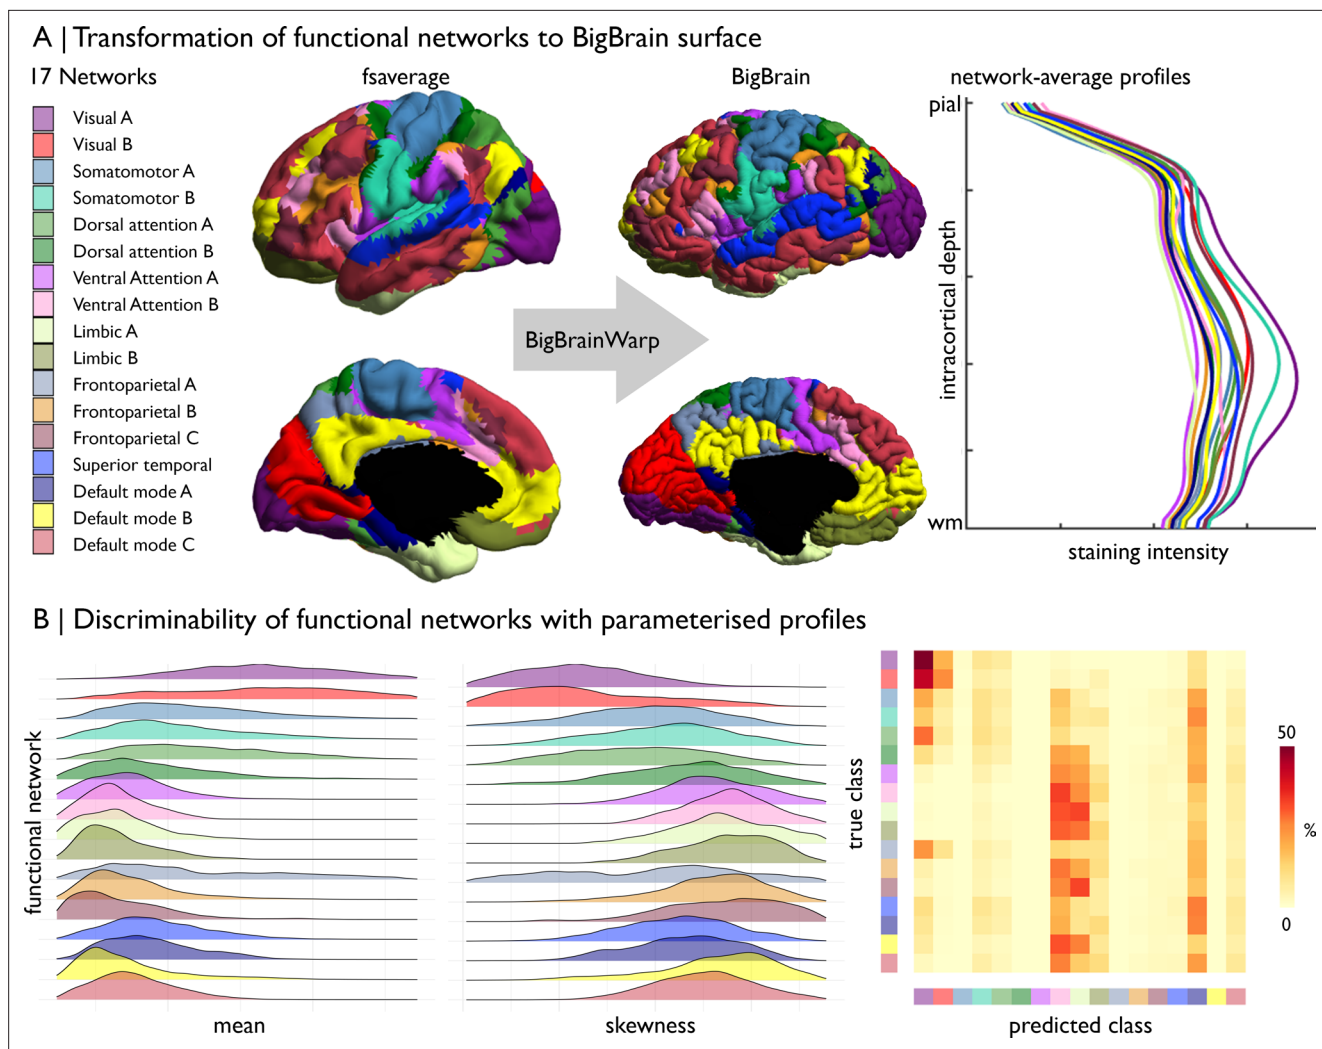 A | Transformation of functional networks to BigBrain surface
17 Networks
fsaverage
BigBrain
network-average profiles
Visual A
Visual B
Somatomotor A
Somatomotor B
Dorsal attention A
Dorsal attention B
Ventral Attention A
Ventral Attention B
Limbic A
Limbic B
Frontoparietal A
Frontoparietal B
Frontoparietal C
Superior temporal
Default mode A
Default mode B
Default mode C
BigBrainWarp
pial
intracortical depth
wm
staining intensity
B | Discriminability of functional networks with parameterised profiles
functional network
mean
skewness
true class
predicted class
50
%
0